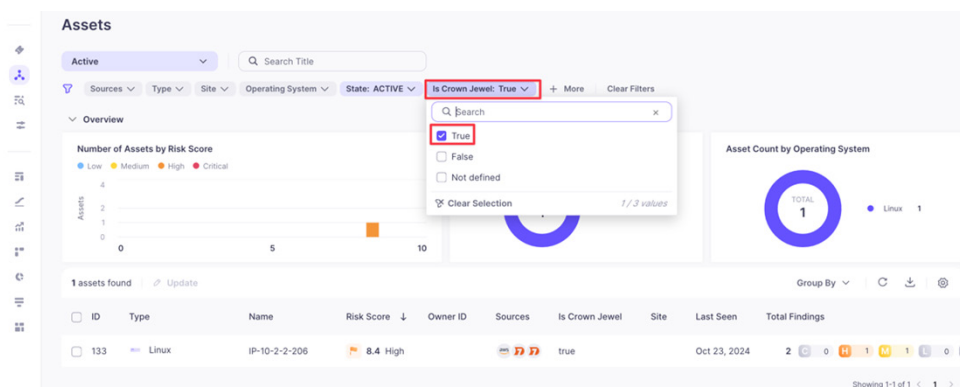 Assets
Active
Search Title
Sources Type Site Operating System State: ACTIVE Is Crown Jewel: True + More Clear Filters
Search
True
False
Not defined
Clear Selection 1 / 3 values
Overview
Number of Assets by Risk Score
Low Medium High Critical
Assets
4
2
1
0
0 5 10
1
Asset Count by Operating System
TOTAL
1
Linux 1
1 assets found Update Group By
ID Type Name Risk Score ↓ Owner ID Sources Is Crown Jewel Site Last Seen Total Findings
133 Linux IP-10-2-2-206 8.4 High aws true Oct 23, 2024 2 C 0 H 1 M 1 L 0
Showing 1-1 of 1 < 1 >